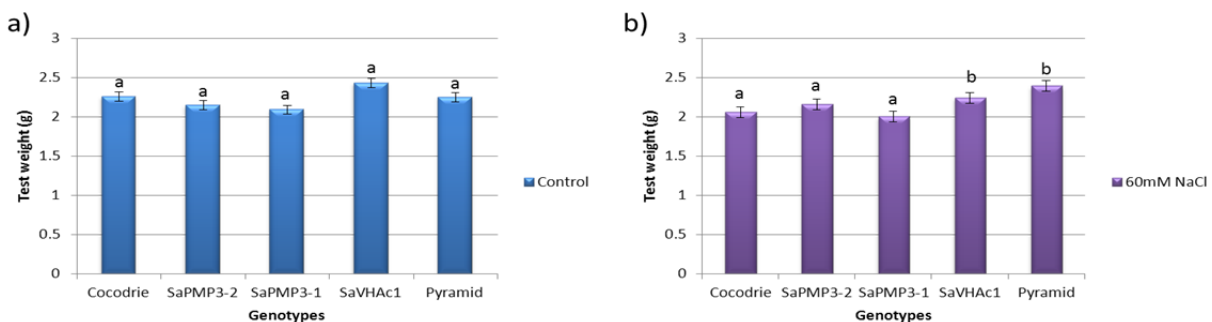 a)
3
2.5
2
1.5
1
0.5
0
Test weight (g)
a
a
a
a
a
Cocodrie
SaPMP3-2
SaPMP3-1
SaVHAc1
Pyramid
Genotypes
Control
b)
3
2.5
2
1.5
1
0.5
0
Test weight (g)
a
a
a
b
b
Cocodrie
SaPMP3-2
SaPMP3-1
SaVHAc1
Pyramid
Genotypes
60mM NaCl